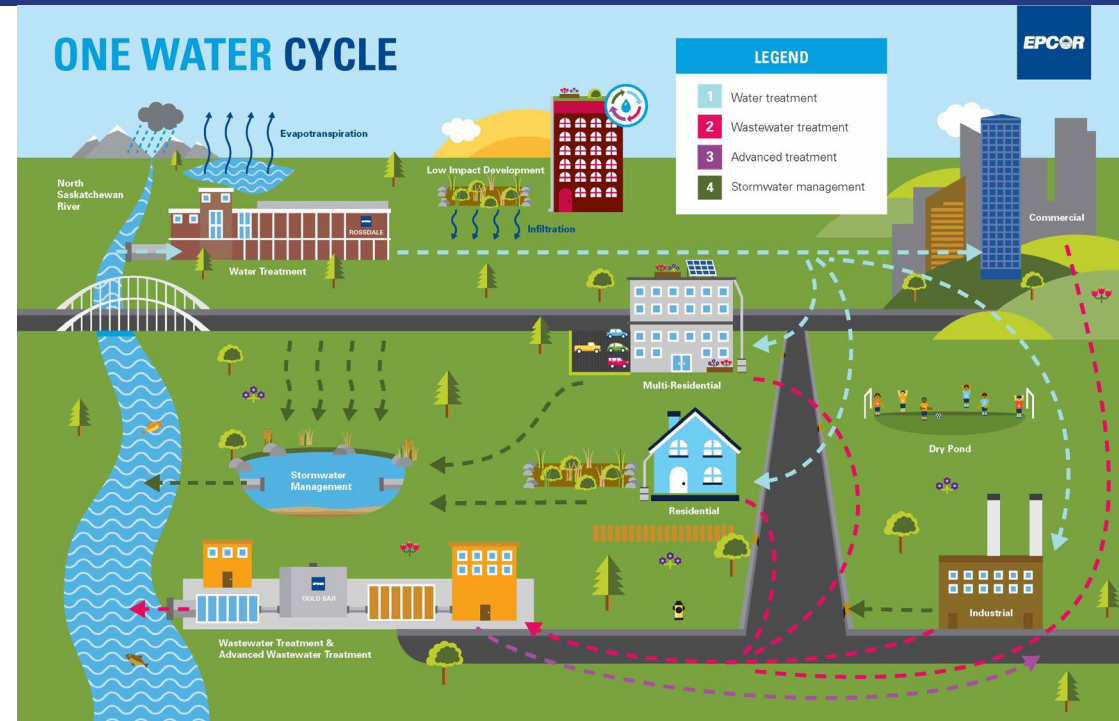 ONE WATER CYCLE
EPCOR
LEGEND
1 Water treatment
2 Wastewater treatment
3 Advanced treatment
4 Stormwater management
Evapotranspiration
North
Saskatchewan
River
Low Impact Development
Infiltration
Commercial
EPCOR
ROSSDALE
Water Treatment
Multi-Residential
Dry Pond
Stormwater
Management
Residential
EPCOR
GOLD BAR
Industrial
Wastewater Treatment &
Advanced Wastewater Treatment